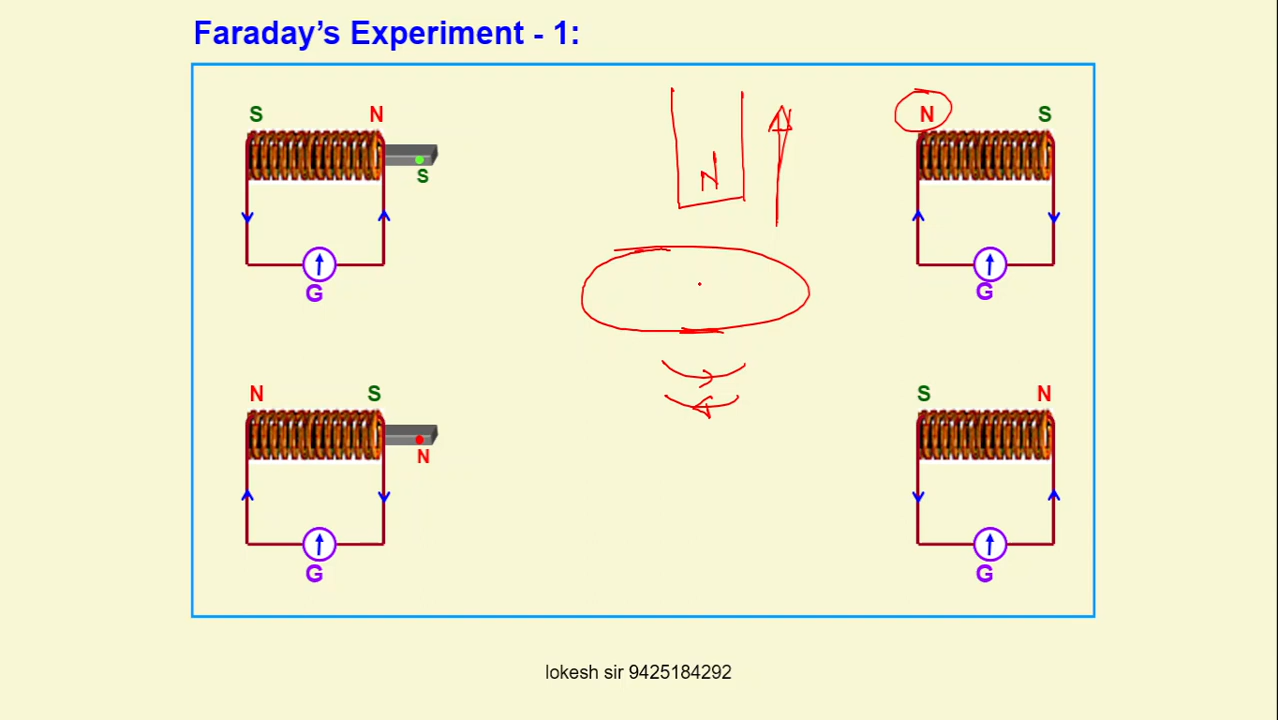 Faraday's Experiment - 1:
S N N S
S
N
G G
N S S N
N
G G
lokesh sir 9425184292